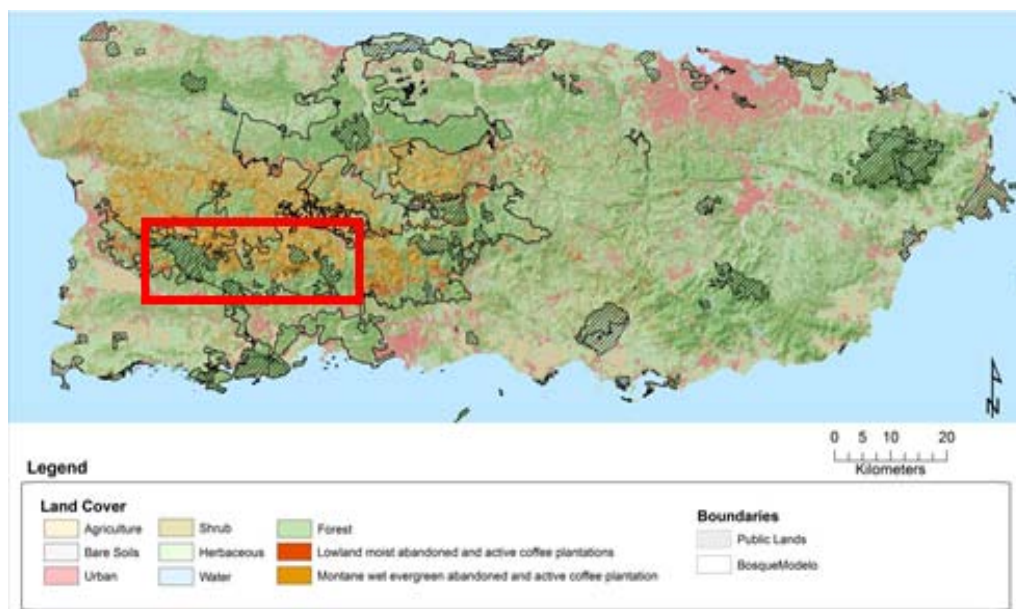 N
0 5 10 20
Kilometers
Legend
Land Cover
Agriculture
Bare Soils
Urban
Shrub
Herbaceous
Water
Forest
Lowland moist abandoned and active coffee plantations
Montane wet evergreen abandoned and active coffee plantation
Boundaries
Public Lands
BosqueModelo